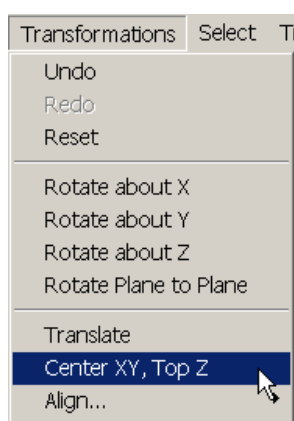 Transformations Select
Undo
Redo
Reset
Rotate about X
Rotate about Y
Rotate about Z
Rotate Plane to Plane
Translate
Center XY, Top Z
Align...